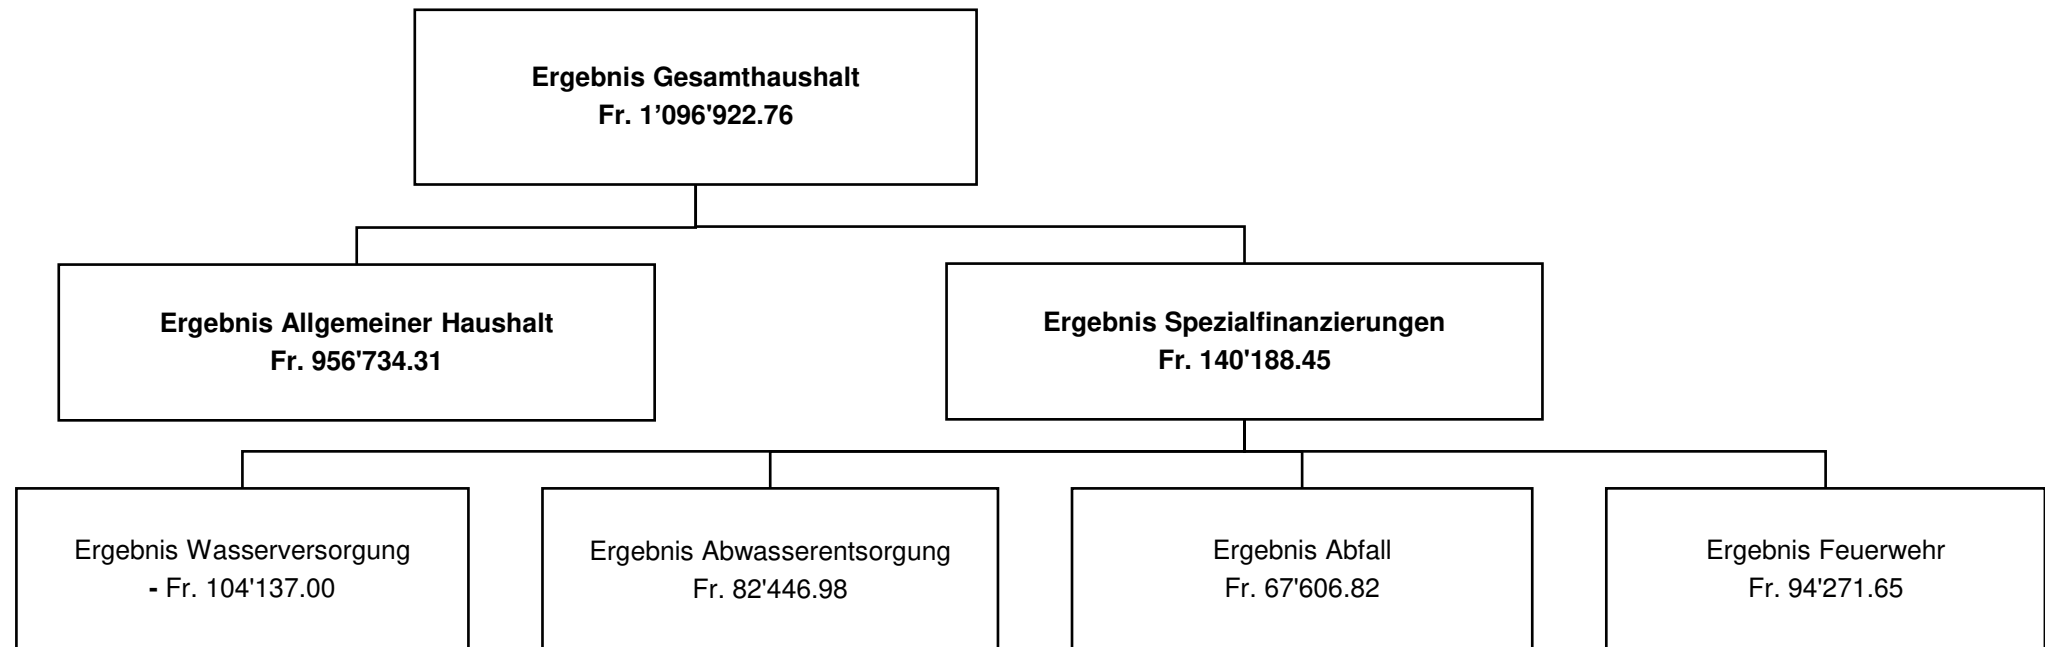 Ergebnis Gesamthaushalt
Fr. 1’096'922.76
Ergebnis Allgemeiner Haushalt
Fr. 956'734.31
Ergebnis Spezialfinanzierungen
Fr. 140'188.45
Ergebnis Wasserversorgung
- Fr. 104'137.00
Ergebnis Abwasserentsorgung
Fr. 82'446.98
Ergebnis Abfall
Fr. 67'606.82
Ergebnis Feuerwehr
Fr. 94'271.65